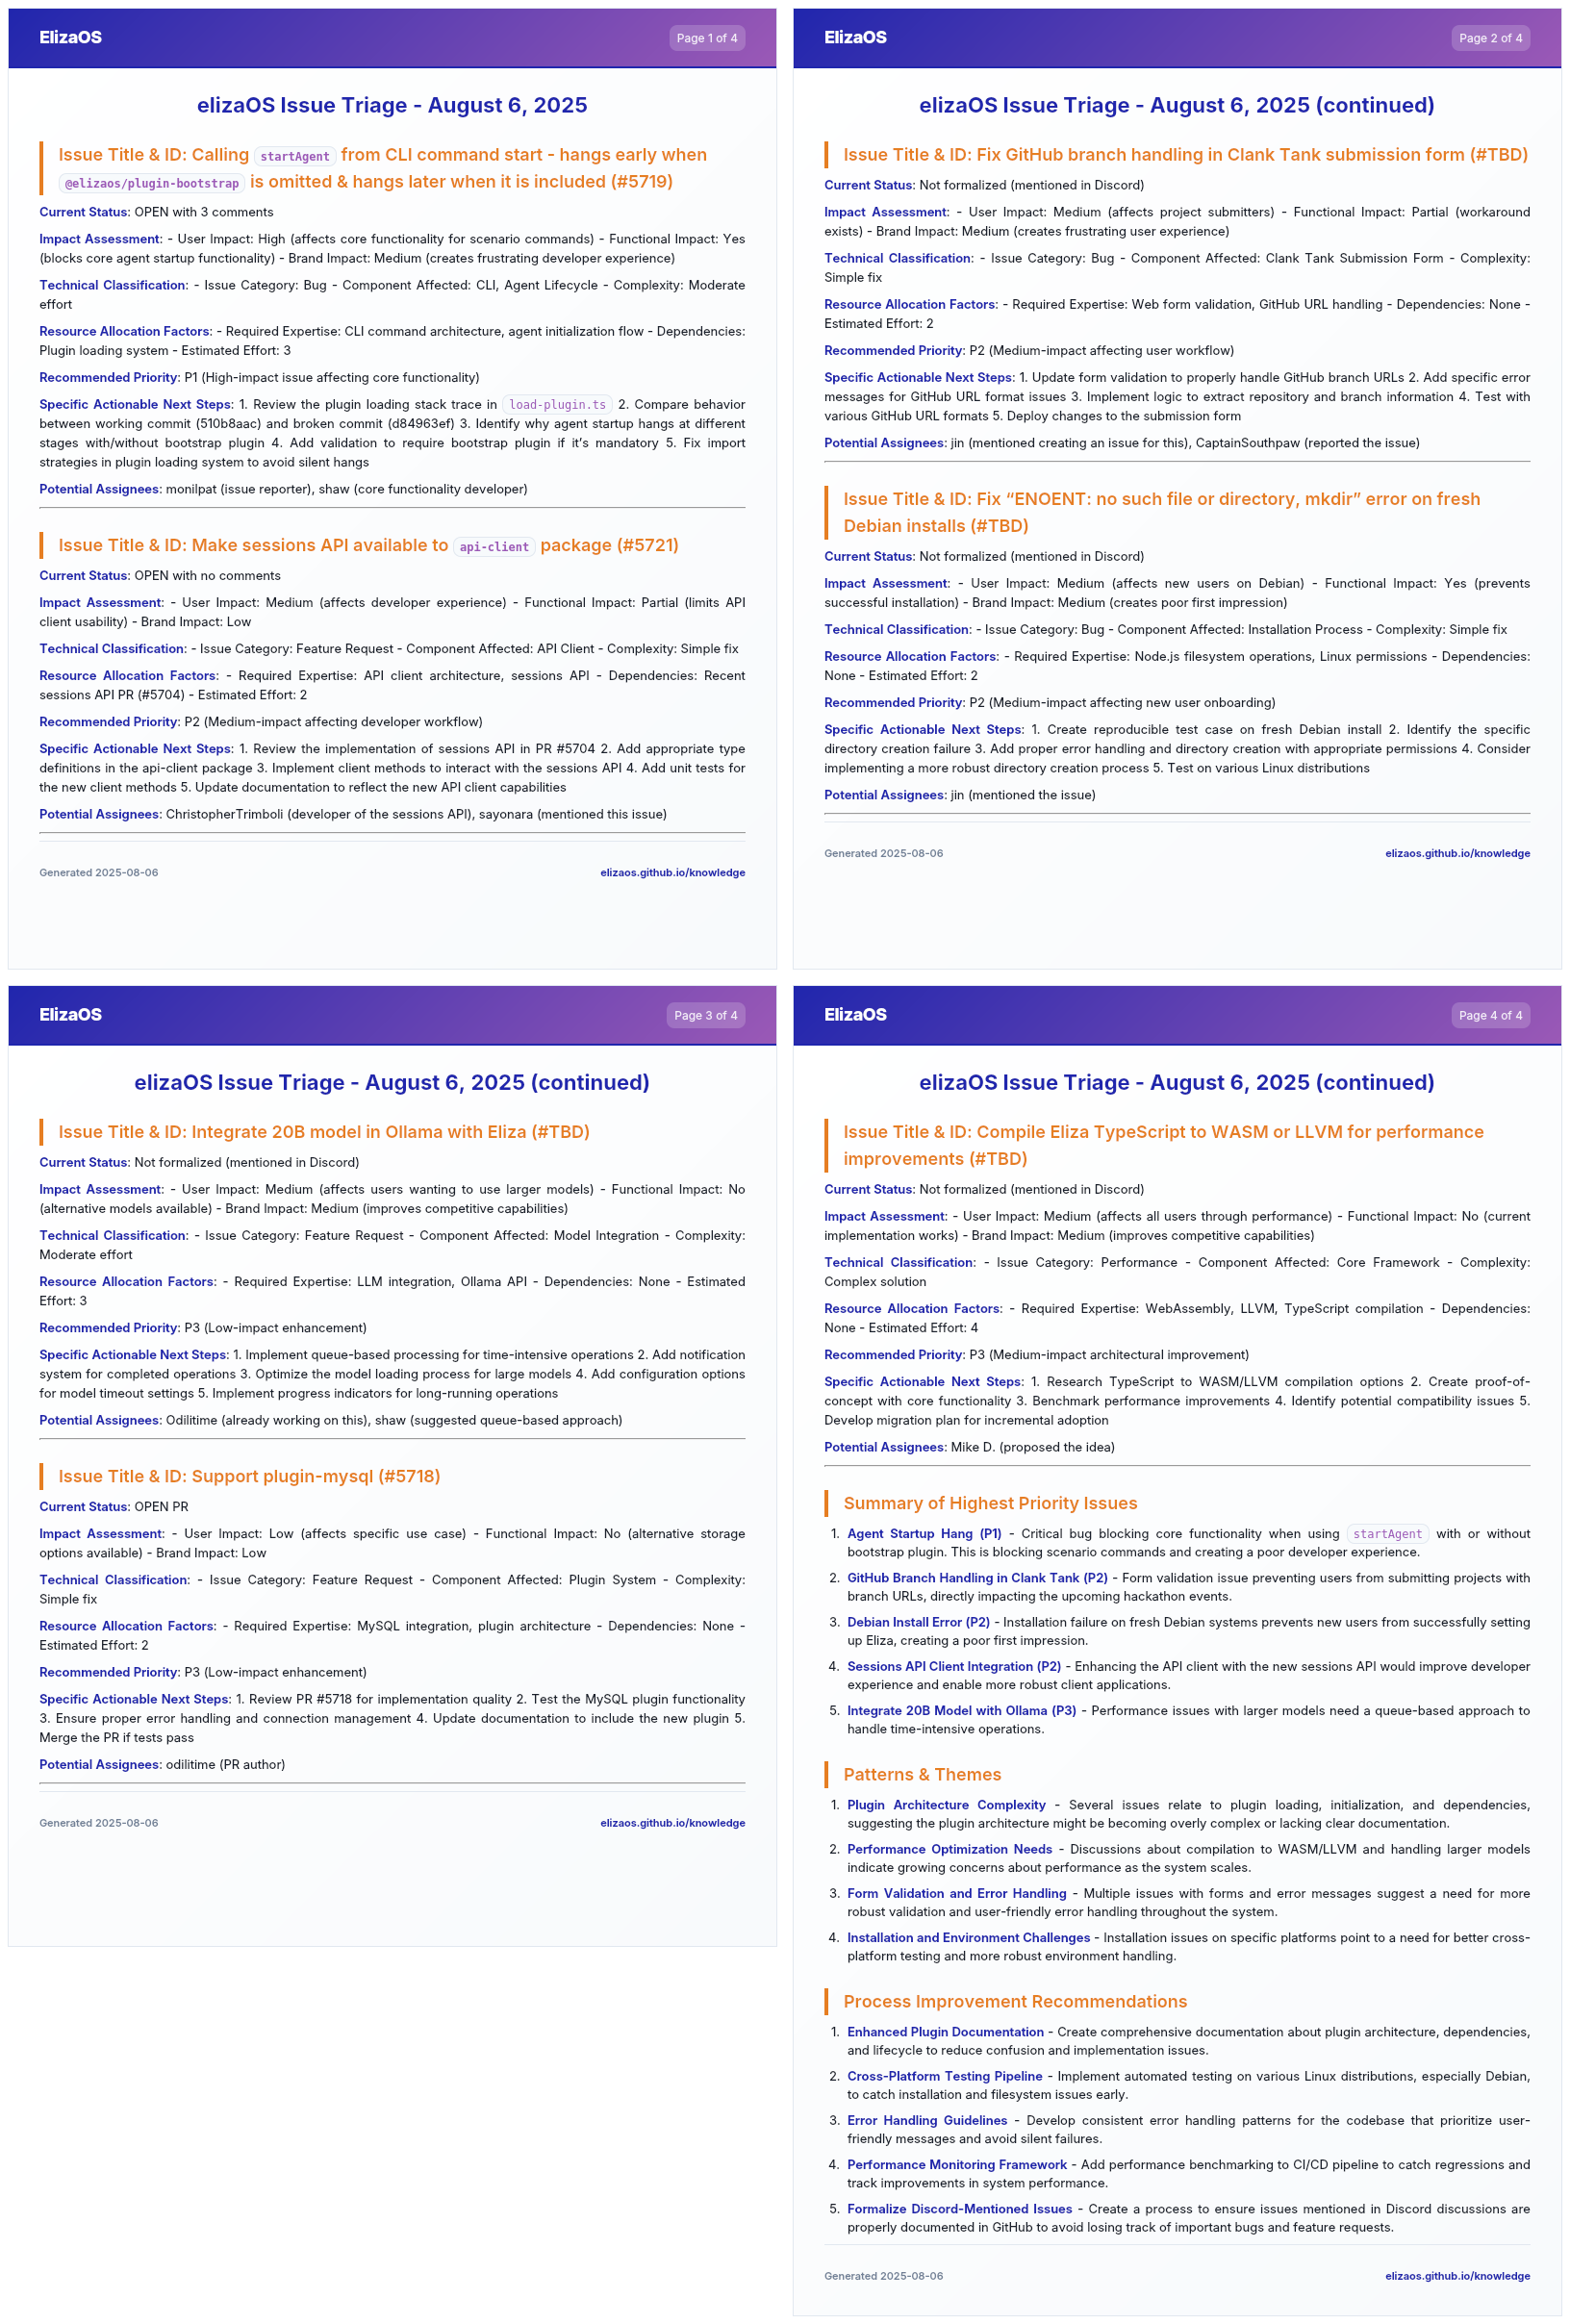 ElizaOS
Page 1 of 4
elizaOS Issue Triage - August 6, 2025
Issue Title & ID: Calling startAgent from CLI command start - hangs early when
@elizaos/plugin-bootstrap is omitted & hangs later when it is included (#5719)
Current Status: OPEN with 3 comments
Impact Assessment: - User Impact: High (affects core functionality for scenario commands) - Functional Impact: Yes
(blocks core agent startup functionality) - Brand Impact: Medium (creates frustrating developer experience)
Technical Classification: - Issue Category: Bug - Component Affected: CLI, Agent Lifecycle - Complexity: Moderate
effort
Resource Allocation Factors: - Required Expertise: CLI command architecture, agent initialization flow - Dependencies:
Plugin loading system - Estimated Effort: 3
Recommended Priority: P1 (High-impact issue affecting core functionality)
Specific Actionable Next Steps: 1. Review the plugin loading stack trace in load-plugin.ts 2. Compare behavior
between working commit (510b8aac) and broken commit (d84963ef) 3. Identify why agent startup hangs at different
stages with/without bootstrap plugin 4. Add validation to require bootstrap plugin if it's mandatory 5. Fix import
strategies in plugin loading system to avoid silent hangs
Potential Assignees: monilpat (issue reporter), shaw (core functionality developer)
Issue Title & ID: Make sessions API available to api-client package (#5721)
Current Status: OPEN with no comments
Impact Assessment: - User Impact: Medium (affects developer experience) - Functional Impact: Partial (limits API
client usability) - Brand Impact: Low
Technical Classification: - Issue Category: Feature Request - Component Affected: API Client - Complexity: Simple fix
Resource Allocation Factors: - Required Expertise: API client architecture, sessions API - Dependencies: Recent
sessions API PR (#5704) - Estimated Effort: 2
Recommended Priority: P2 (Medium-impact affecting developer workflow)
Specific Actionable Next Steps: 1. Review the implementation of sessions API in PR #5704 2. Add appropriate type
definitions in the api-client package 3. Implement client methods to interact with the sessions API 4. Add unit tests for
the new client methods 5. Update documentation to reflect the new API client capabilities
Potential Assignees: ChristopherTrimboli (developer of the sessions API), sayonara (mentioned this issue)
Generated 2025-08-06
elizaos.github.io/knowledge
ElizaOS
Page 2 of 4
elizaOS Issue Triage - August 6, 2025 (continued)
Issue Title & ID: Fix GitHub branch handling in Clank Tank submission form (#TBD)
Current Status: Not formalized (mentioned in Discord)
Impact Assessment: - User Impact: Medium (affects project submitters) - Functional Impact: Partial (workaround
exists) - Brand Impact: Medium (creates frustrating user experience)
Technical Classification: - Issue Category: Bug - Component Affected: Clank Tank Submission Form - Complexity:
Simple fix
Resource Allocation Factors: - Required Expertise: Web form validation, GitHub URL handling - Dependencies: None -
Estimated Effort: 2
Recommended Priority: P2 (Medium-impact affecting user workflow)
Specific Actionable Next Steps: 1. Update form validation to properly handle GitHub branch URLs 2. Add specific error
messages for GitHub URL format issues 3. Implement logic to extract repository and branch information 4. Test with
various GitHub URL formats 5. Deploy changes to the submission form
Potential Assignees: jin (mentioned creating an issue for this), CaptainSouthpaw (reported the issue)
Issue Title & ID: Fix “ENOENT: no such file or directory, mkdir” error on fresh
Debian installs (#TBD)
Current Status: Not formalized (mentioned in Discord)
Impact Assessment: - User Impact: Medium (affects new users on Debian) - Functional Impact: Yes (prevents
successful installation) - Brand Impact: Medium (creates poor first impression)
Technical Classification: - Issue Category: Bug - Component Affected: Installation Process - Complexity: Simple fix
Resource Allocation Factors: - Required Expertise: Node.js filesystem operations, Linux permissions - Dependencies:
None - Estimated Effort: 2
Recommended Priority: P2 (Medium-impact affecting new user onboarding)
Specific Actionable Next Steps: 1. Create reproducible test case on fresh Debian install 2. Identify the specific
directory creation failure 3. Add proper error handling and directory creation with appropriate permissions 4. Consider
implementing a more robust directory creation process 5. Test on various Linux distributions
Potential Assignees: jin (mentioned the issue)
Generated 2025-08-06
elizaos.github.io/knowledge
ElizaOS
Page 3 of 4
elizaOS Issue Triage - August 6, 2025 (continued)
Issue Title & ID: Integrate 20B model in Ollama with Eliza (#TBD)
Current Status: Not formalized (mentioned in Discord)
Impact Assessment: - User Impact: Medium (affects users wanting to use larger models) - Functional Impact: No
(alternative models available) - Brand Impact: Medium (improves competitive capabilities)
Technical Classification: - Issue Category: Feature Request - Component Affected: Model Integration - Complexity:
Moderate effort
Resource Allocation Factors: - Required Expertise: LLM integration, Ollama API - Dependencies: None - Estimated
Effort: 3
Recommended Priority: P3 (Low-impact enhancement)
Specific Actionable Next Steps: 1. Implement queue-based processing for time-intensive operations 2. Add notification
system for completed operations 3. Optimize the model loading process for large models 4. Add configuration options
for model timeout settings 5. Implement progress indicators for long-running operations
Potential Assignees: Odilitime (already working on this), shaw (suggested queue-based approach)
Issue Title & ID: Support plugin-mysql (#5718)
Current Status: OPEN PR
Impact Assessment: - User Impact: Low (affects specific use case) - Functional Impact: No (alternative storage
options available) - Brand Impact: Low
Technical Classification: - Issue Category: Feature Request - Component Affected: Plugin System - Complexity:
Simple fix
Resource Allocation Factors: - Required Expertise: MySQL integration, plugin architecture - Dependencies: None -
Estimated Effort: 2
Recommended Priority: P3 (Low-impact enhancement)
Specific Actionable Next Steps: 1. Review PR #5718 for implementation quality 2. Test the MySQL plugin functionality
3. Ensure proper error handling and connection management 4. Update documentation to include the new plugin 5.
Merge the PR if tests pass
Potential Assignees: odilitime (PR author)
Generated 2025-08-06
elizaos.github.io/knowledge
ElizaOS
Page 4 of 4
elizaOS Issue Triage - August 6, 2025 (continued)
Issue Title & ID: Compile Eliza TypeScript to WASM or LLVM for performance
improvements (#TBD)
Current Status: Not formalized (mentioned in Discord)
Impact Assessment: - User Impact: Medium (affects all users through performance) - Functional Impact: No (current
implementation works) - Brand Impact: Medium (improves competitive capabilities)
Technical Classification: - Issue Category: Performance - Component Affected: Core Framework - Complexity:
Complex solution
Resource Allocation Factors: - Required Expertise: WebAssembly, LLVM, TypeScript compilation - Dependencies:
None - Estimated Effort: 4
Recommended Priority: P3 (Medium-impact architectural improvement)
Specific Actionable Next Steps: 1. Research TypeScript to WASM/LLVM compilation options 2. Create proof-of-
concept with core functionality 3. Benchmark performance improvements 4. Identify potential compatibility issues 5.
Develop migration plan for incremental adoption
Potential Assignees: Mike D. (proposed the idea)
Summary of Highest Priority Issues
1. Agent Startup Hang (P1) - Critical bug blocking core functionality when using startAgent with or without
bootstrap plugin. This is blocking scenario commands and creating a poor developer experience.
2. GitHub Branch Handling in Clank Tank (P2) - Form validation issue preventing users from submitting projects with
branch URLs, directly impacting the upcoming hackathon events.
3. Debian Install Error (P2) - Installation failure on fresh Debian systems prevents new users from successfully setting
up Eliza, creating a poor first impression.
4. Sessions API Client Integration (P2) - Enhancing the API client with the new sessions API would improve developer
experience and enable more robust client applications.
5. Integrate 20B Model with Ollama (P3) - Performance issues with larger models need a queue-based approach to
handle time-intensive operations.
Patterns & Themes
1. Plugin Architecture Complexity - Several issues relate to plugin loading, initialization, and dependencies,
suggesting the plugin architecture might be becoming overly complex or lacking clear documentation.
2. Performance Optimization Needs - Discussions about compilation to WASM/LLVM and handling larger models
indicate growing concerns about performance as the system scales.
3. Form Validation and Error Handling - Multiple issues with forms and error messages suggest a need for more
robust validation and user-friendly error handling throughout the system.
4. Installation and Environment Challenges - Installation issues on specific platforms point to a need for better cross-
platform testing and more robust environment handling.
Process Improvement Recommendations
1. Enhanced Plugin Documentation - Create comprehensive documentation about plugin architecture, dependencies,
and lifecycle to reduce confusion and implementation issues.
2. Cross-Platform Testing Pipeline - Implement automated testing on various Linux distributions, especially Debian,
to catch installation and filesystem issues early.
3. Error Handling Guidelines - Develop consistent error handling patterns for the codebase that prioritize user-
friendly messages and avoid silent failures.
4. Performance Monitoring Framework - Add performance benchmarking to CI/CD pipeline to catch regressions and
track improvements in system performance.
5. Formalize Discord-Mentioned Issues - Create a process to ensure issues mentioned in Discord discussions are
properly documented in GitHub to avoid losing track of important bugs and feature requests.
Generated 2025-08-06
elizaos.github.io/knowledge